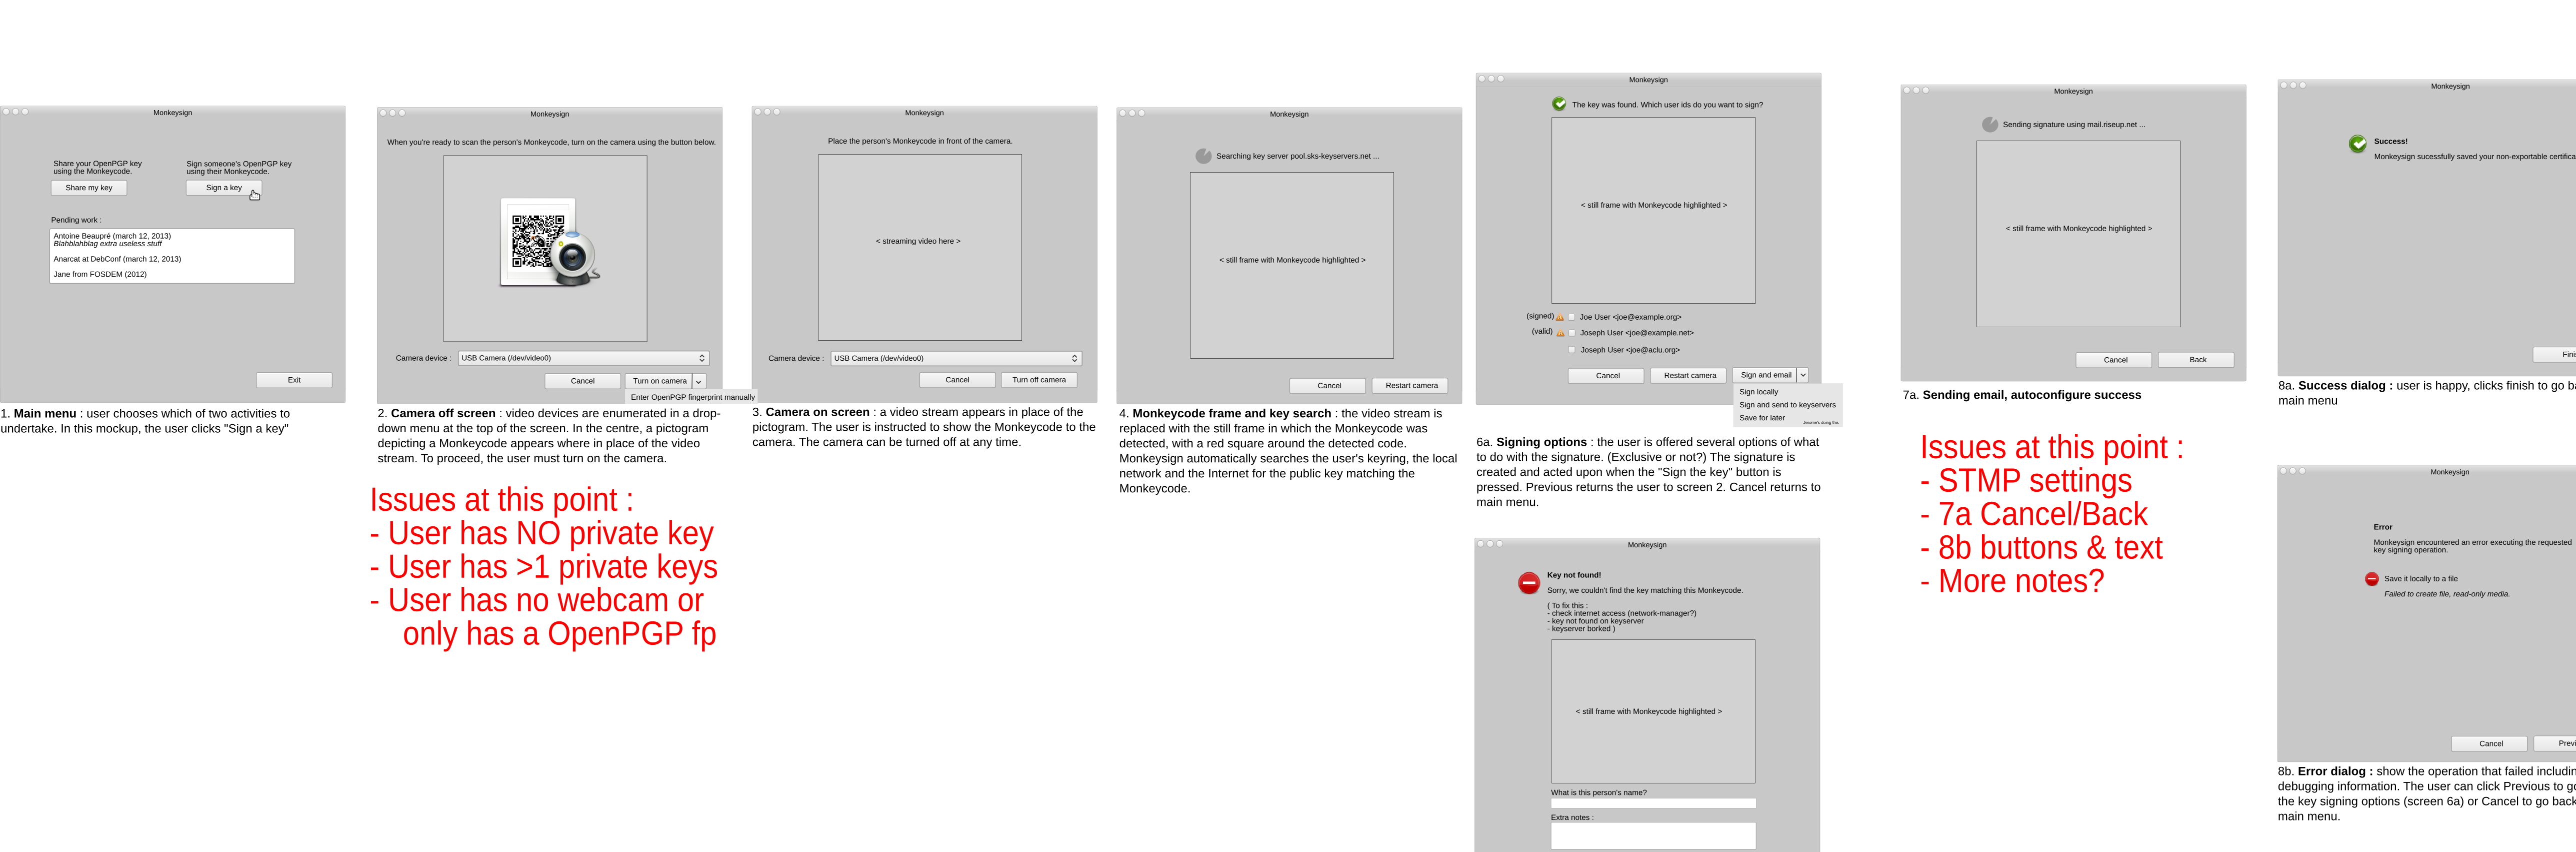 Monkeysign
Share your OpenPGP key
using the Monkeycode.
Sign someone's OpenPGP key
using their Monkeycode.
Share my key
Sign a key
Pending work :
Antoine Beaupré (march 12, 2013)
Blahblahblag extra useless stuff
Anarcat at DebConf (march 12, 2013)
Jane from FOSDEM (2012)
Exit
1. Main menu : user chooses which of two activities to
undertake. In this mockup, the user clicks "Sign a key"
Monkeysign
When you're ready to scan the person's Monkeycode, turn on the camera using the button below.
Camera device :
USB Camera (/dev/video0)
Cancel
Turn on camera
Enter OpenPGP fingerprint manually
2. Camera off screen : video devices are enumerated in a drop-
down menu at the top of the screen. In the centre, a pictogram
depicting a Monkeycode appears where in place of the video
stream. To proceed, the user must turn on the camera.
Issues at this point :
- User has NO private key
- User has >1 private keys
- User has no webcam or
only has a OpenPGP fp
Monkeysign
Place the person's Monkeycode in front of the camera.
< streaming video here >
Camera device :
USB Camera (/dev/video0)
Cancel
Turn off camera
3. Camera on screen : a video stream appears in place of the
pictogram. The user is instructed to show the Monkeycode to the
camera. The camera can be turned off at any time.
Monkeysign
Searching key server pool.sks-keyservers.net ...
< still frame with Monkeycode highlighted >
Cancel
Restart camera
4. Monkeycode frame and key search : the video stream is
replaced with the still frame in which the Monkeycode was
detected, with a red square around the detected code.
Monkeysign automatically searches the user's keyring, the local
network and the Internet for the public key matching the
Monkeycode.
Monkeysign
The key was found. Which user ids do you want to sign?
< still frame with Monkeycode highlighted >
(signed)
Joe User <joe@example.org>
(valid)
Joseph User <joe@example.net>
Joseph User <joe@aclu.org>
Cancel
Restart camera
Sign and email
Sign locally
Sign and send to keyservers
Save for later
Jerome's doing this
6a. Signing options : the user is offered several options of what
to do with the signature. (Exclusive or not?) The signature is
created and acted upon when the "Sign the key" button is
pressed. Previous returns the user to screen 2. Cancel returns to
main menu.
Monkeysign
Key not found!
Sorry, we couldn't find the key matching this Monkeycode.
( To fix this :
- check internet access (network-manager?)
- key not found on keyserver
- keyserver borked )
< still frame with Monkeycode highlighted >
What is this person's name?
Extra notes :
Monkeysign
Sending signature using mail.riseup.net ...
< still frame with Monkeycode highlighted >
Cancel
Back
7a. Sending email, autoconfigure success
Issues at this point :
- STMP settings
- 7a Cancel/Back
- 8b buttons & text
- More notes?
Monkeysign
Success!
Monkeysign sucessfully saved your non-exportable certifica
Finis
8a. Success dialog : user is happy, clicks finish to go ba
main menu
Monkeysign
Error
Monkeysign encountered an error executing the requested
key signing operation.
Save it locally to a file
Failed to create file, read-only media.
Cancel
Previ
8b. Error dialog : show the operation that failed includin
debugging information. The user can click Previous to go
the key signing options (screen 6a) or Cancel to go back
main menu.